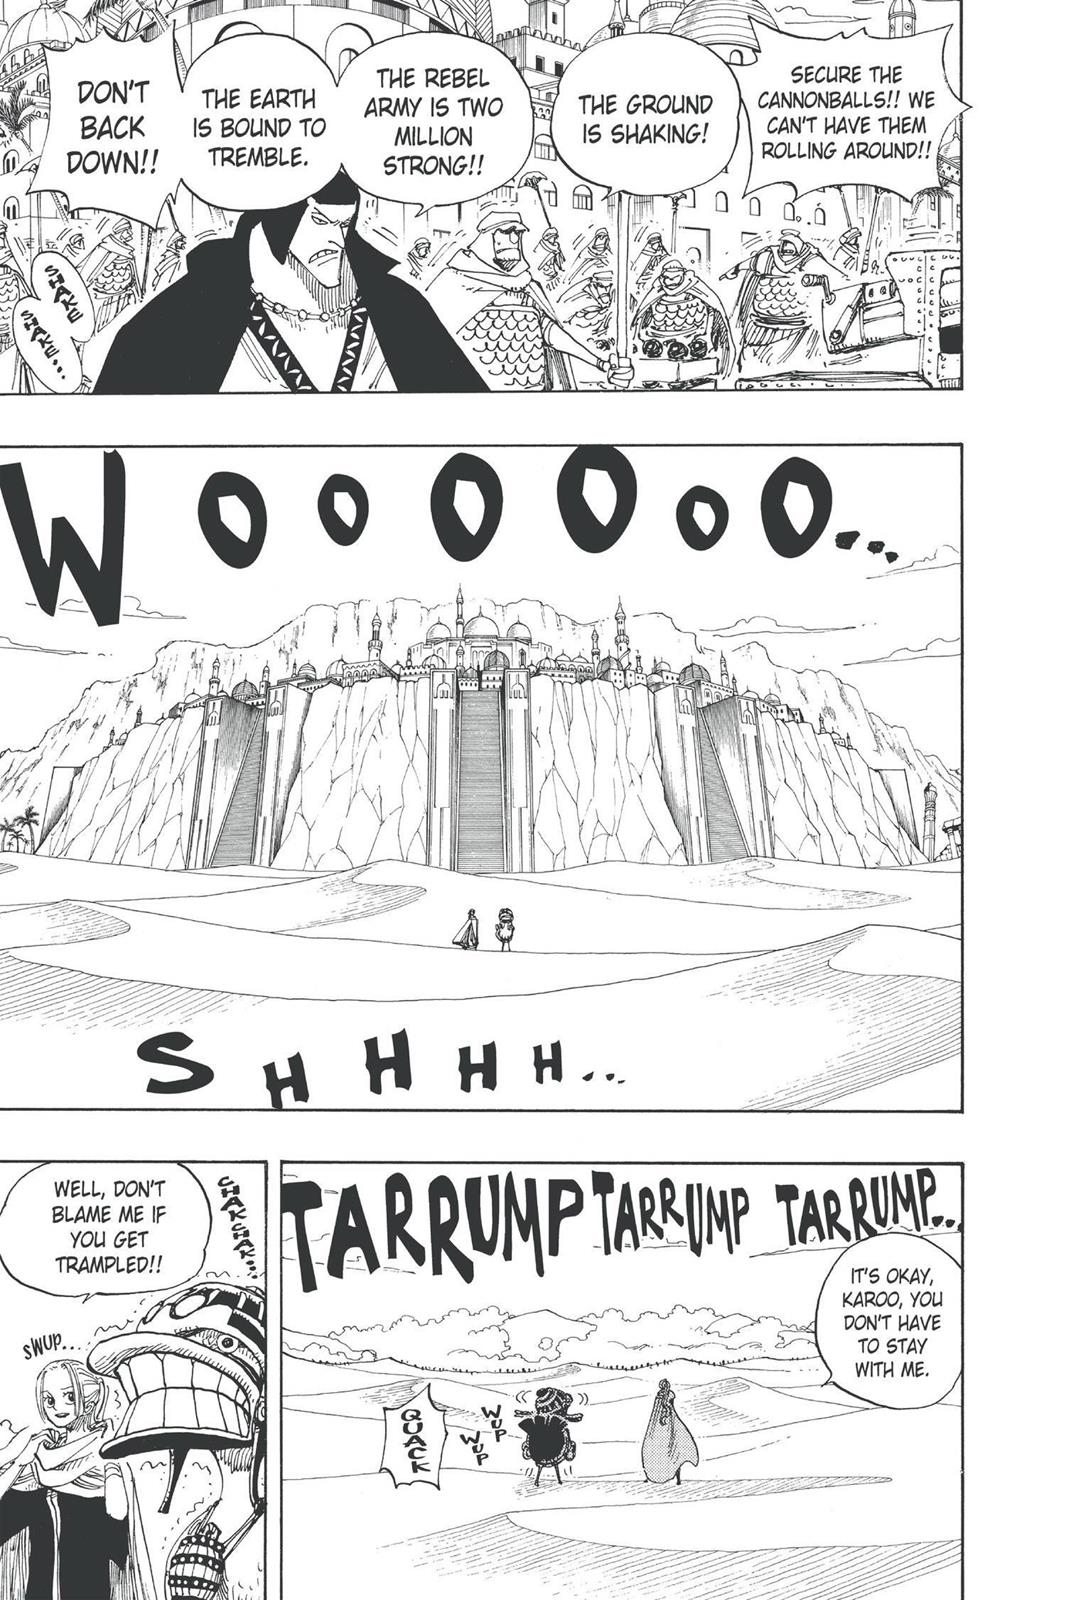 SECURE THE
CANNONBALLS!! WE
CAN'T HAVE THEM
ROLLING AROUND!!
THE GROUND
IS SHAKING!
THE REBEL
ARMY IS TWO
MILLION
STRONG!!
THE EARTH
IS BOUND TO
TREMBLE.
DON'T
BACK
DOWN!!
SHAKE
SHAKE...
WOOOOOO...
SHHHH...
TARRUMP TARRUMP TARRUMP...
IT'S OKAY,
KAROO, YOU
DON'T HAVE
TO STAY
WITH ME.
WUP
WUP
QUACK
CHAKCHAK...
WELL, DON'T
BLAME ME IF
YOU GET
TRAMPLED!!
SWUP...